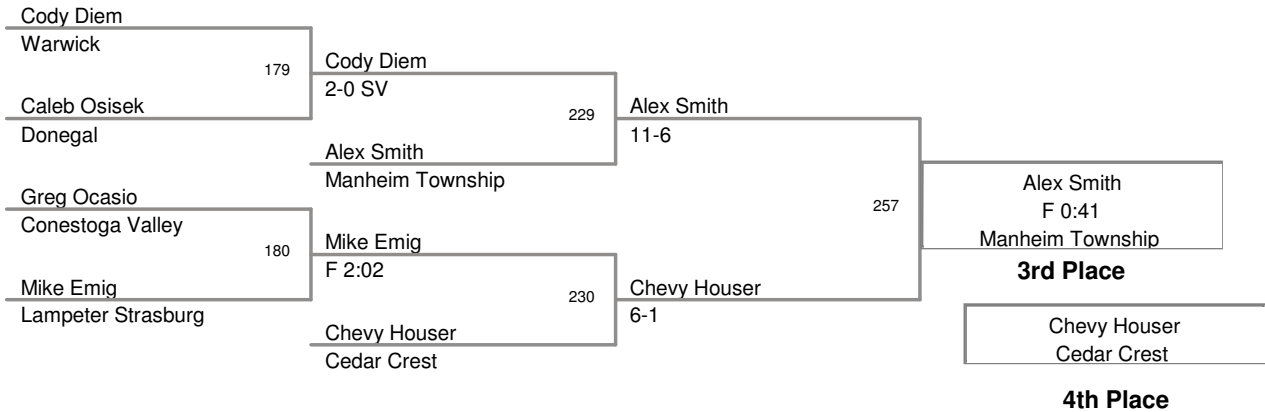 Cody Diem
Warwick
179
Cody Diem
2-0 SV
Caleb Osisek
Donegal
229
Alex Smith
11-6
Alex Smith
Manheim Township
Greg Ocasio
Conestoga Valley
180
Mike Emig
F 2:02
Mike Emig
Lampeter Strasburg
230
Chevy Houser
6-1
Chevy Houser
Cedar Crest
257
Alex Smith
F 0:41
Manheim Township
3rd Place
Chevy Houser
Cedar Crest
4th Place